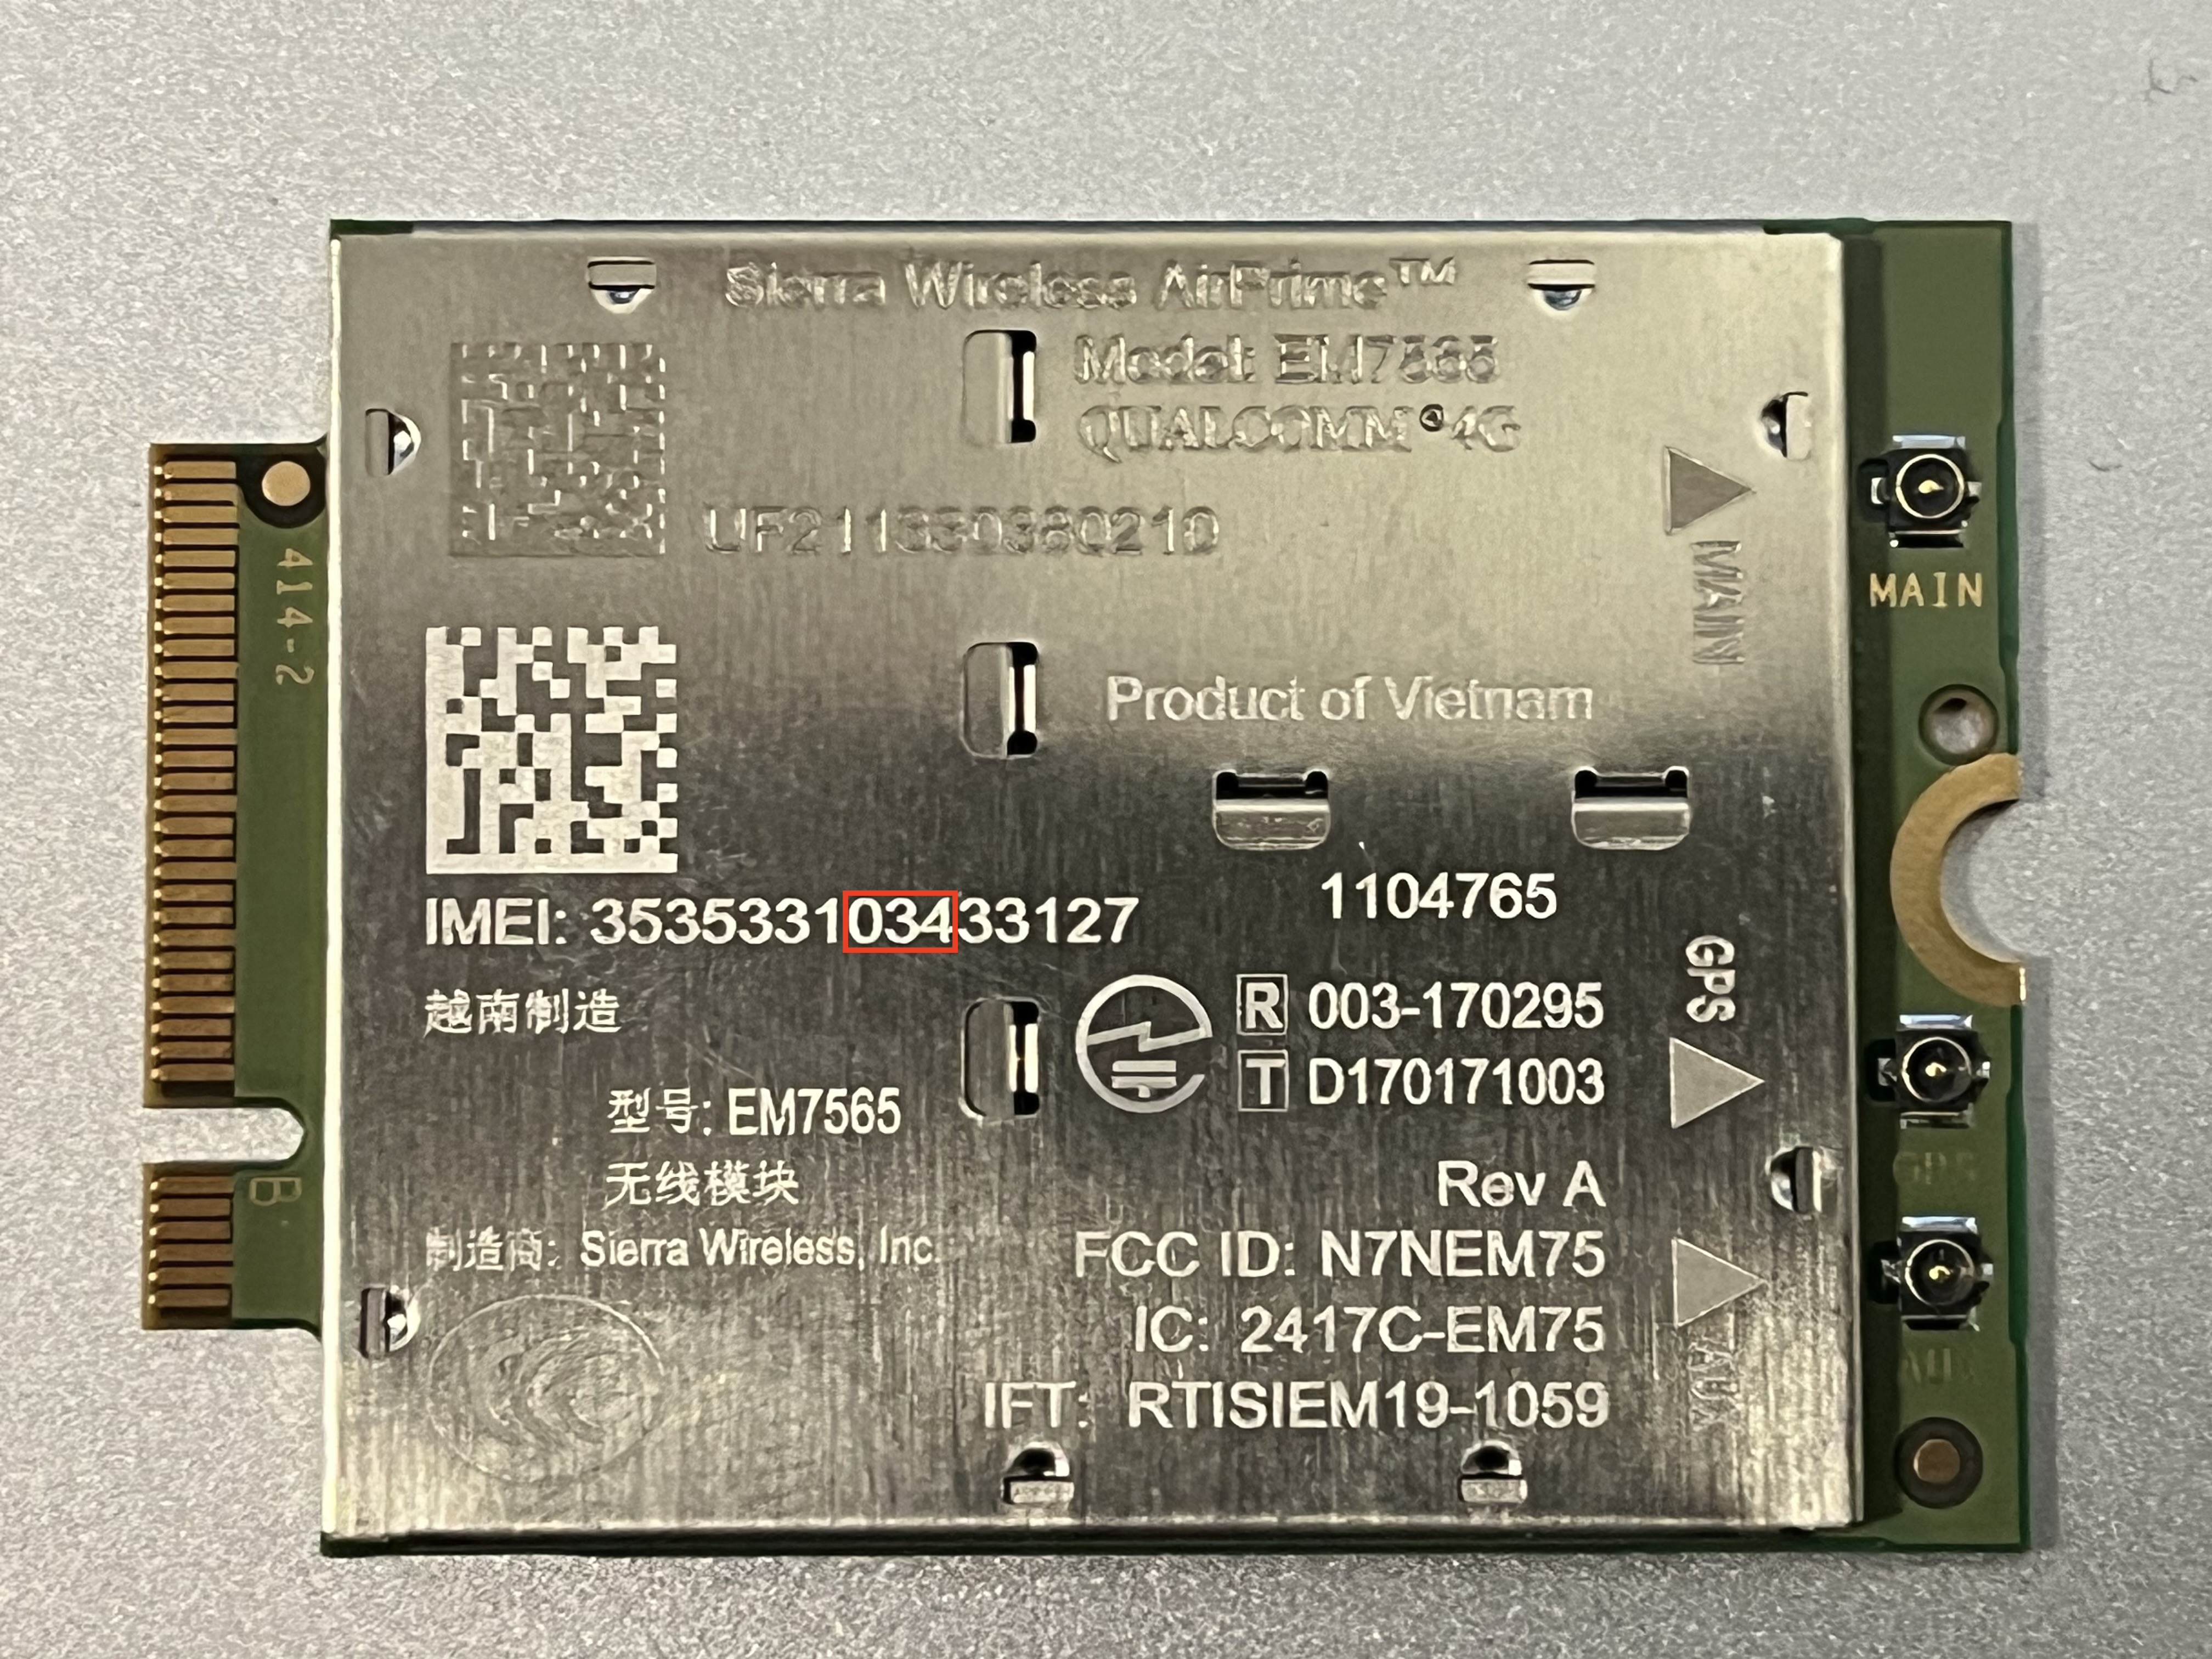 Sierra Wireless AirPrime™
Model: EM7565
QUALCOMM® 4G
UF211330380210
MAIN
MAIN
414-2
Product of Vietnam
1104765
IMEI: 353533103433127
越南制造
R 003-170295
T D170171003
GPS
GPS
型号: EM7565
无线模块
B
Rev A
制造商: Sierra Wireless, Inc.
FCC ID: N7NEM75
IC: 2417C-EM75
AUX
AUX
IFT: RTISIEM19-1059